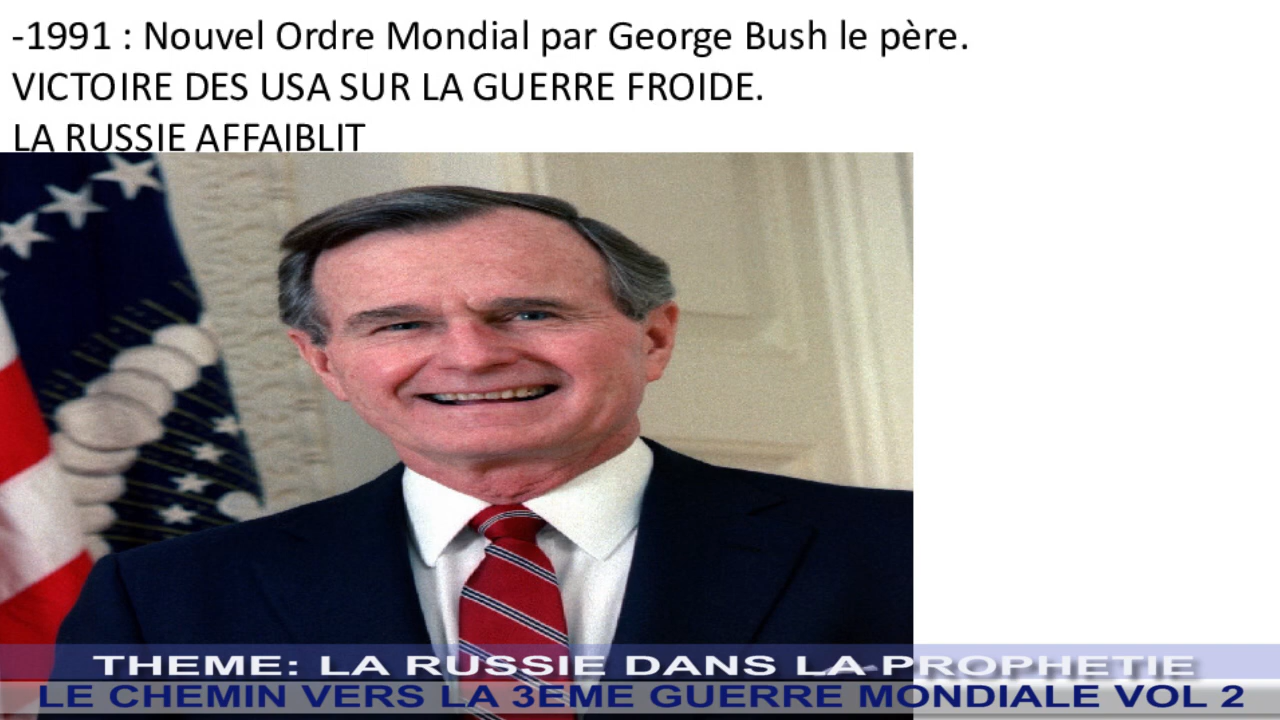 -1991 : Nouvel Ordre Mondial par George Bush le père.
VICTOIRE DES USA SUR LA GUERRE FROIDE.
LA RUSSIE AFFAIBLIT
THEME: LA RUSSIE DANS LA PROPHETIE
LE CHEMIN VERS LA 3EME GUERRE MONDIALE VOL 2